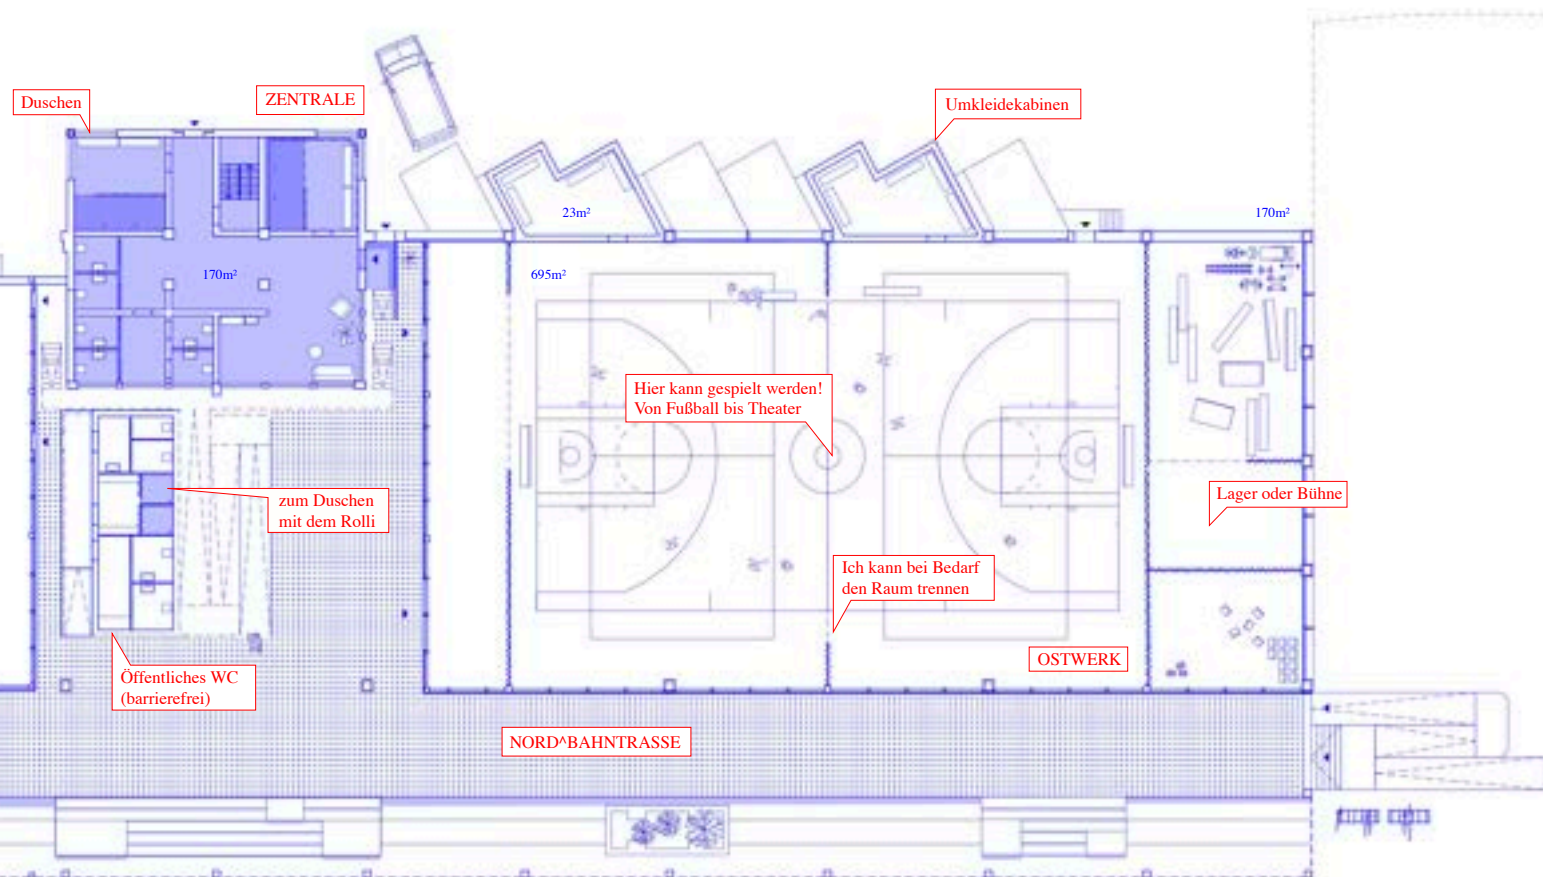 Duschen
ZENTRALE
Umkleidekabinen
23m²
170m²
170m²
695m²
Hier kann gespielt werden!
Von Fußball bis Theater
zum Duschen
mit dem Rolli
Lager oder Bühne
Ich kann bei Bedarf
den Raum trennen
OSTWERK
Öffentliches WC
(barrierefrei)
NORD^BAHNTRASSE